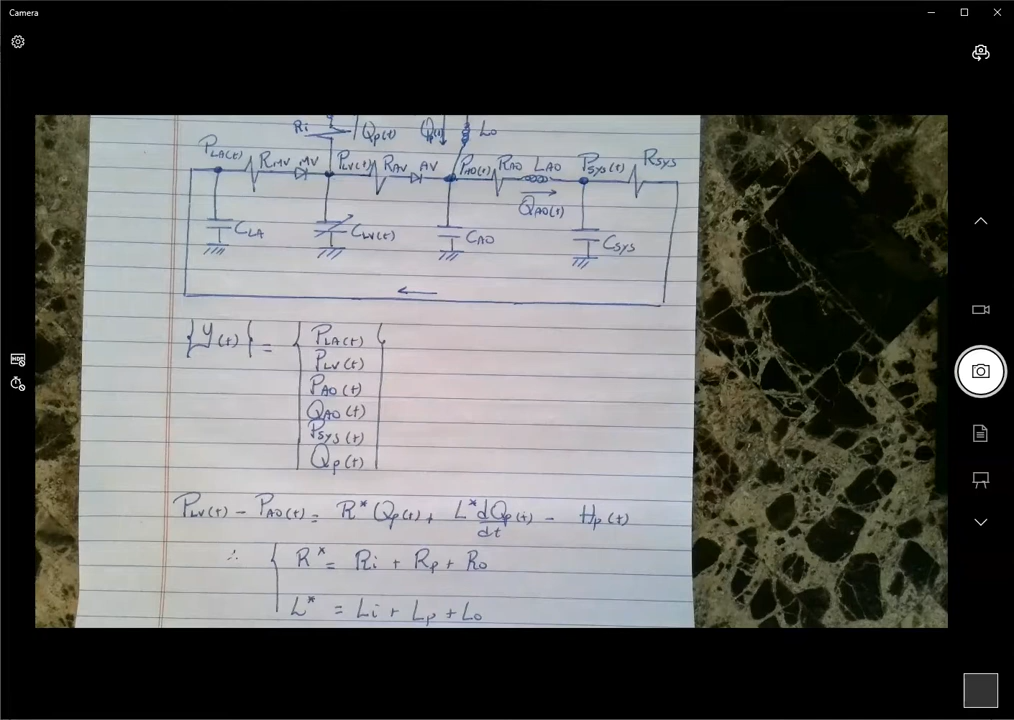 Camera
Ri Qp(t) Qp(t) Lo
PLA(t) RMV MV PLV(t) RAV AV PAO(t) RAO LAO PSYS(t) RSYS
QAO(t)
CLA CLV(t) CAO CSYS
{Y(t)} =
PLA(t)
PLV(t)
PAO(t)
QAO(t)
PSYS(t)
Qp(t)
PLV(t) - PAO(t) = R* Qp(t) + L* dQp(t)/dt - Hp(t)
∴ { R* = Ri + Rp + Ro
L* = Li + Lp + Lo